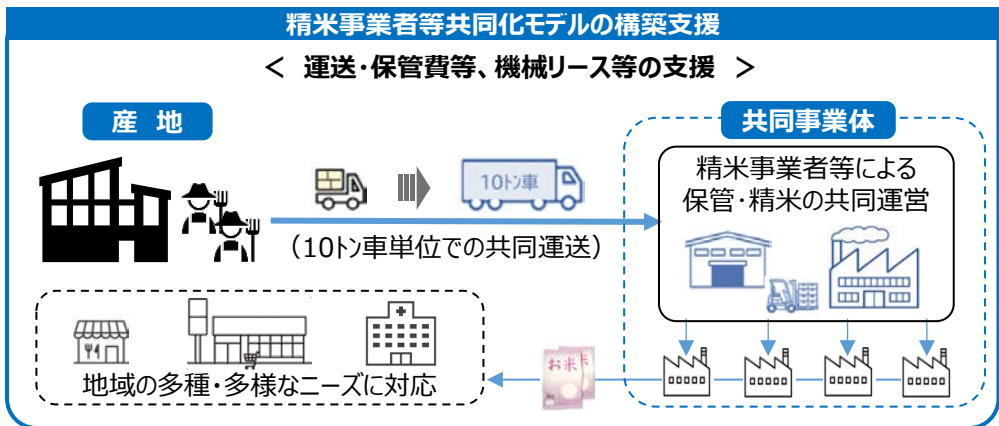 精米事業者等共同化モデルの構築支援
＜ 運送・保管費等、機械リース等の支援 ＞
産 地
共同事業体
10トン車
精米事業者等による
保管・精米の共同運営
（10トン車単位での共同運送）
お米
地域の多種・多様なニーズに対応